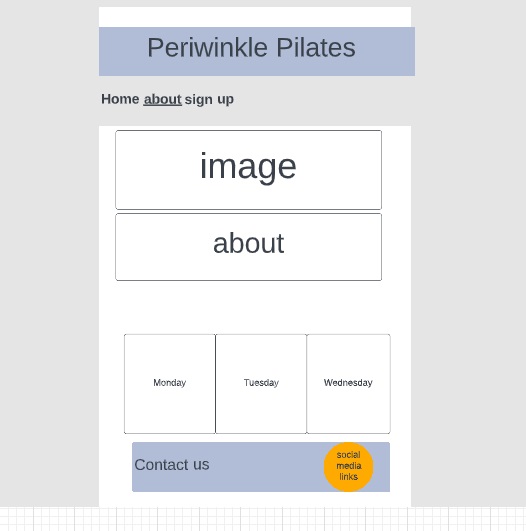 Periwinkle Pilates
Home about sign up
image
about
Monday Tuesday Wednesday
Contact us
social
media
links